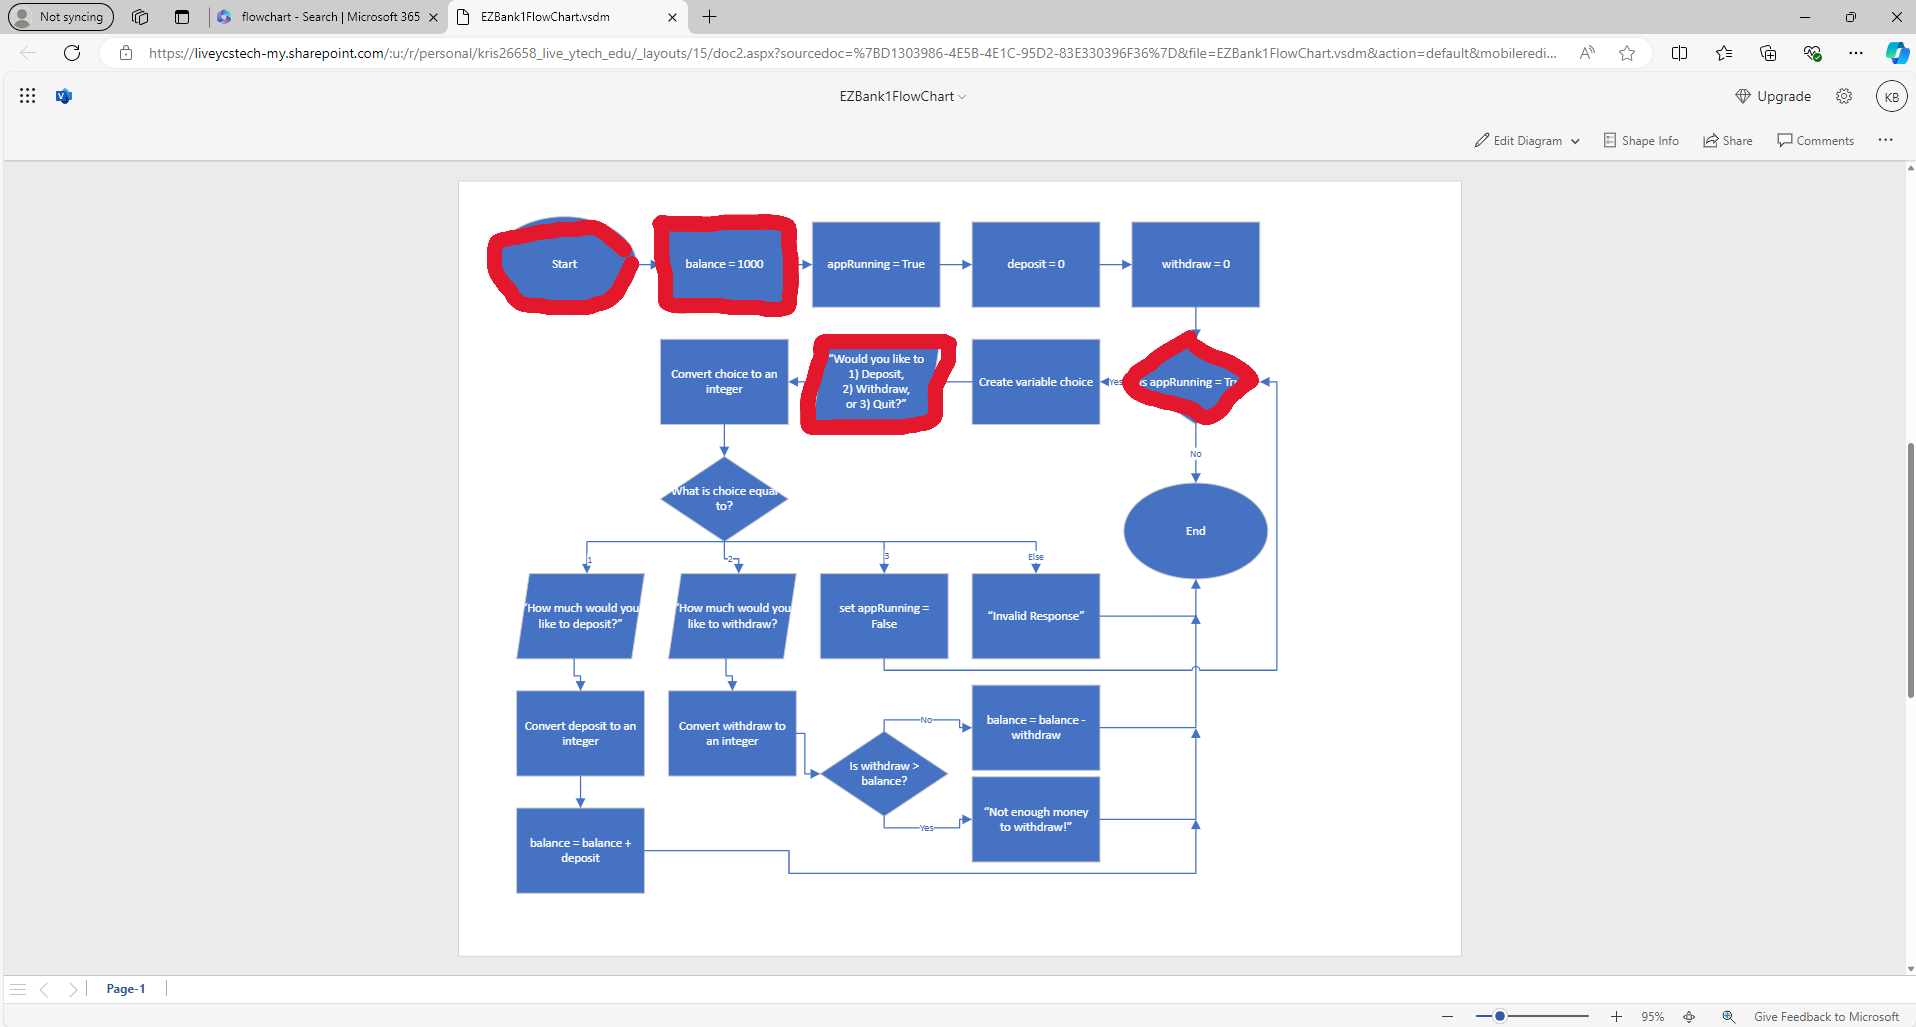 Not syncing
flowchart - Search | Microsoft 365
EZBank1FlowChart.vsdm
https://liveycstech-my.sharepoint.com/:u:/r/personal/kris26658_live_ytech_edu/_layouts/15/doc2.aspx?sourcedoc=%7BD1303986-4E5B-4E1C-95D2-83E330396F36%7D&file=EZBank1FlowChart.vsdm&action=default&mobileredi...
EZBank1FlowChart
Upgrade
KB
Edit Diagram
Shape Info
Share
Comments
Start
balance = 1000
appRunning = True
deposit = 0
withdraw = 0
Convert choice to an
integer
"Would you like to
1) Deposit,
2) Withdraw,
or 3) Quit?"
Create variable choice
Yes
is appRunning = Tr
No
What is choice equal
to?
End
1
2
3
Else
"How much would you
like to deposit?"
"How much would you
like to withdraw?
set appRunning =
False
"Invalid Response"
Convert deposit to an
integer
Convert withdraw to
an integer
No
Is withdraw >
balance?
Yes
balance = balance -
withdraw
"Not enough money
to withdraw!"
balance = balance +
deposit
Page-1
95%
Give Feedback to Microsoft